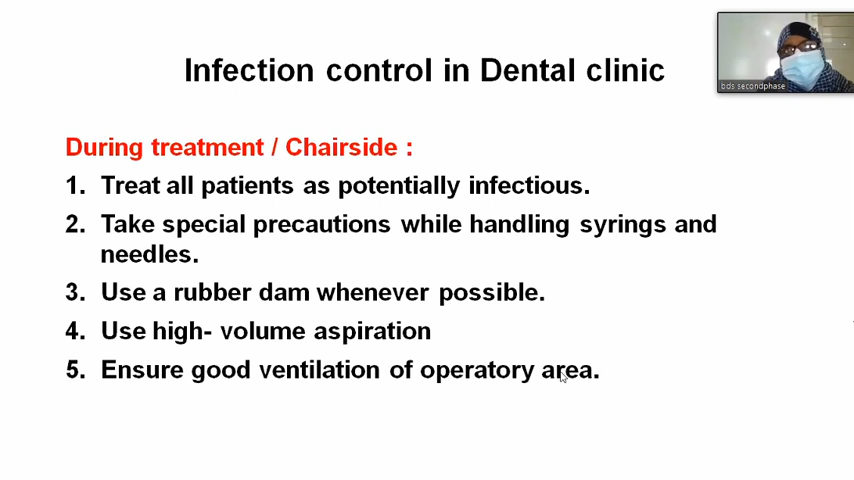 Infection control in Dental clinic
bds secondphase
During treatment / Chairside :
1. Treat all patients as potentially infectious.
2. Take special precautions while handling syrings and
needles.
3. Use a rubber dam whenever possible.
4. Use high- volume aspiration
5. Ensure good ventilation of operatory area.